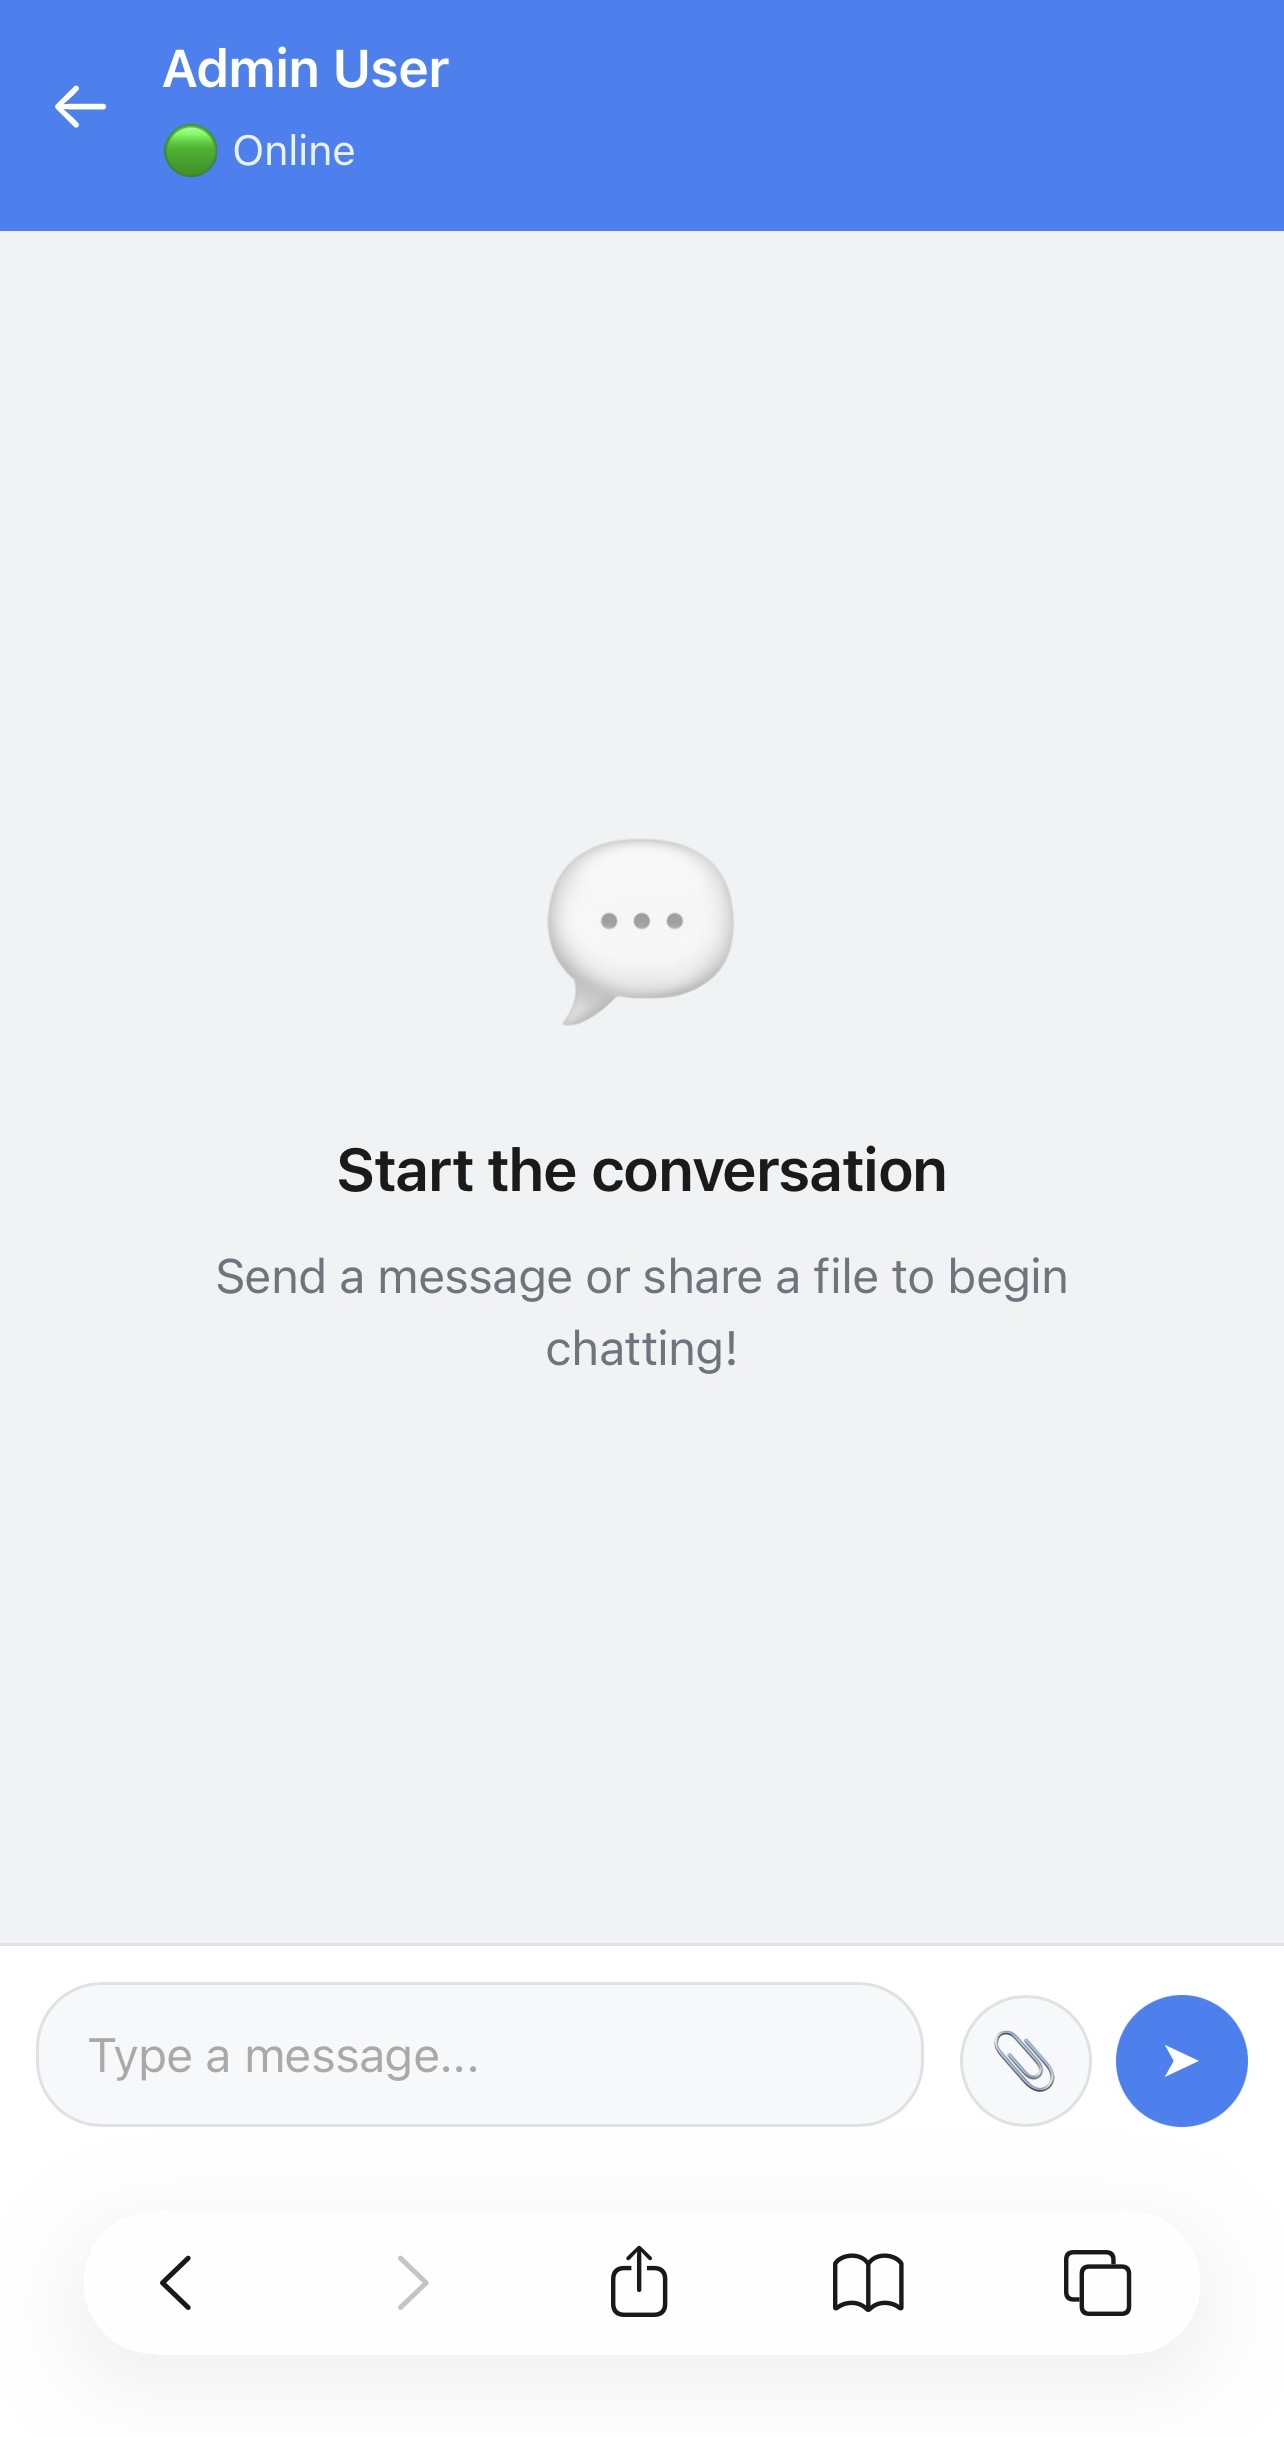 Admin User
Online
Start the conversation
Send a message or share a file to begin
chatting!
Type a message...